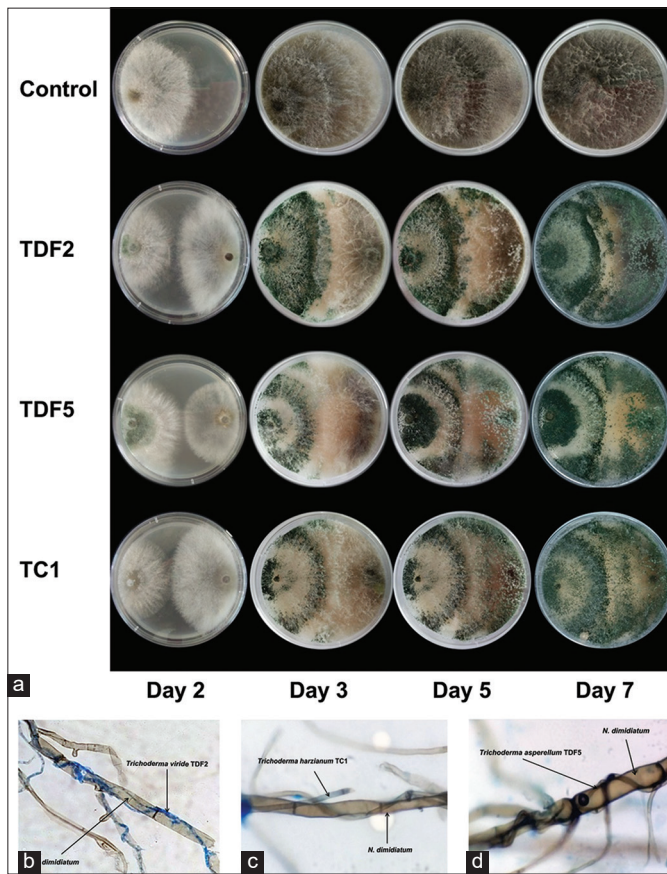 Control
TDF2
TDF5
TC1
a
Day 2
Day 3
Day 5
Day 7
Trichoderma viride TDF2
dimidiatum
b
Trichoderma harzianum TC1
N. dimidiatum
c
N. dimidiatum
Trichoderma asperellum TDF5
d